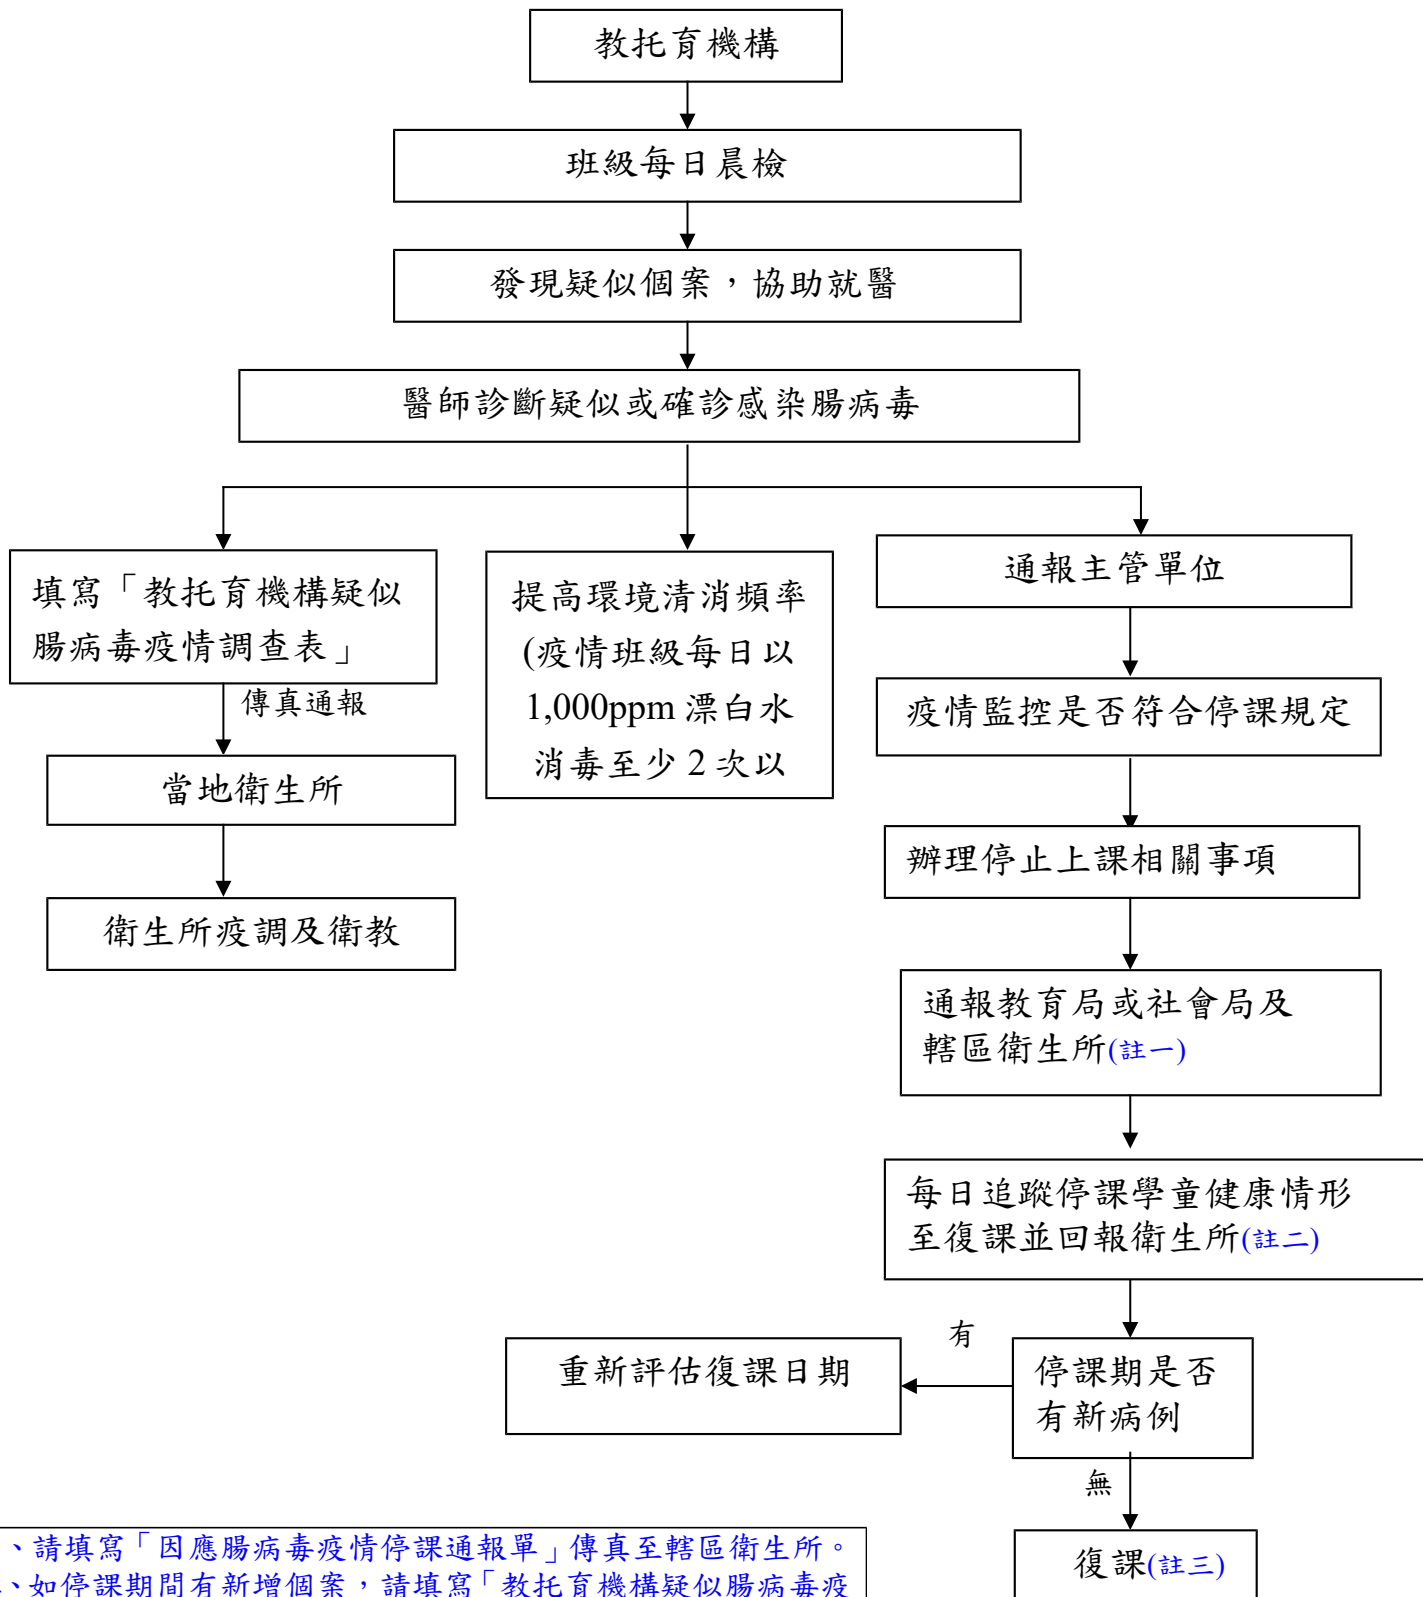 教托育機構
班級每日晨檢
發現疑似個案，協助就醫
醫師診斷疑似或確診感染腸病毒
填寫「教托育機構疑似
腸病毒疫情調查表」
傳真通報
當地衛生所
衛生所疫調及衛教
提高環境清消頻率
(疫情班級每日以
1,000ppm 漂白水
消毒至少 2 次以
通報主管單位
疫情監控是否符合停課規定
辦理停止上課相關事項
通報教育局或社會局及
轄區衛生所(註一)
每日追蹤停課學童健康情形
至復課並回報衛生所(註二)
停課期是否
有新病例
有
重新評估復課日期
無
復課(註三)
、請填寫「因應腸病毒疫情停課通報單」傳真至轄區衛生所。
、如停課期間有新增個案，請填寫「教托育機構疑似腸病毒疫